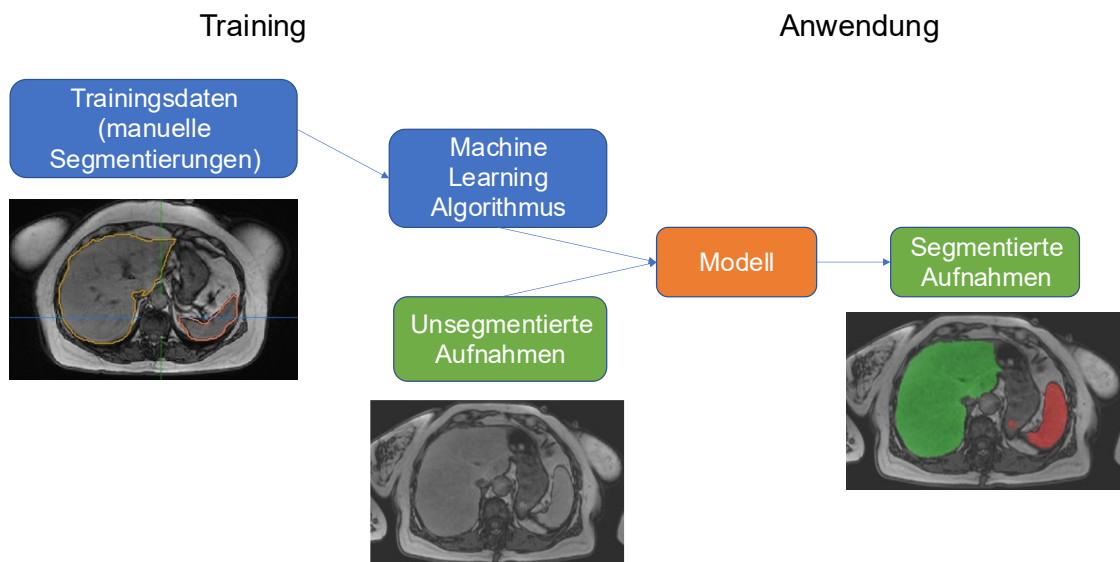 Training
Anwendung
Trainingsdaten
(manuelle
Segmentierungen)
Machine
Learning
Algorithmus
Modell
Segmentierte
Aufnahmen
Unsegmentierte
Aufnahmen